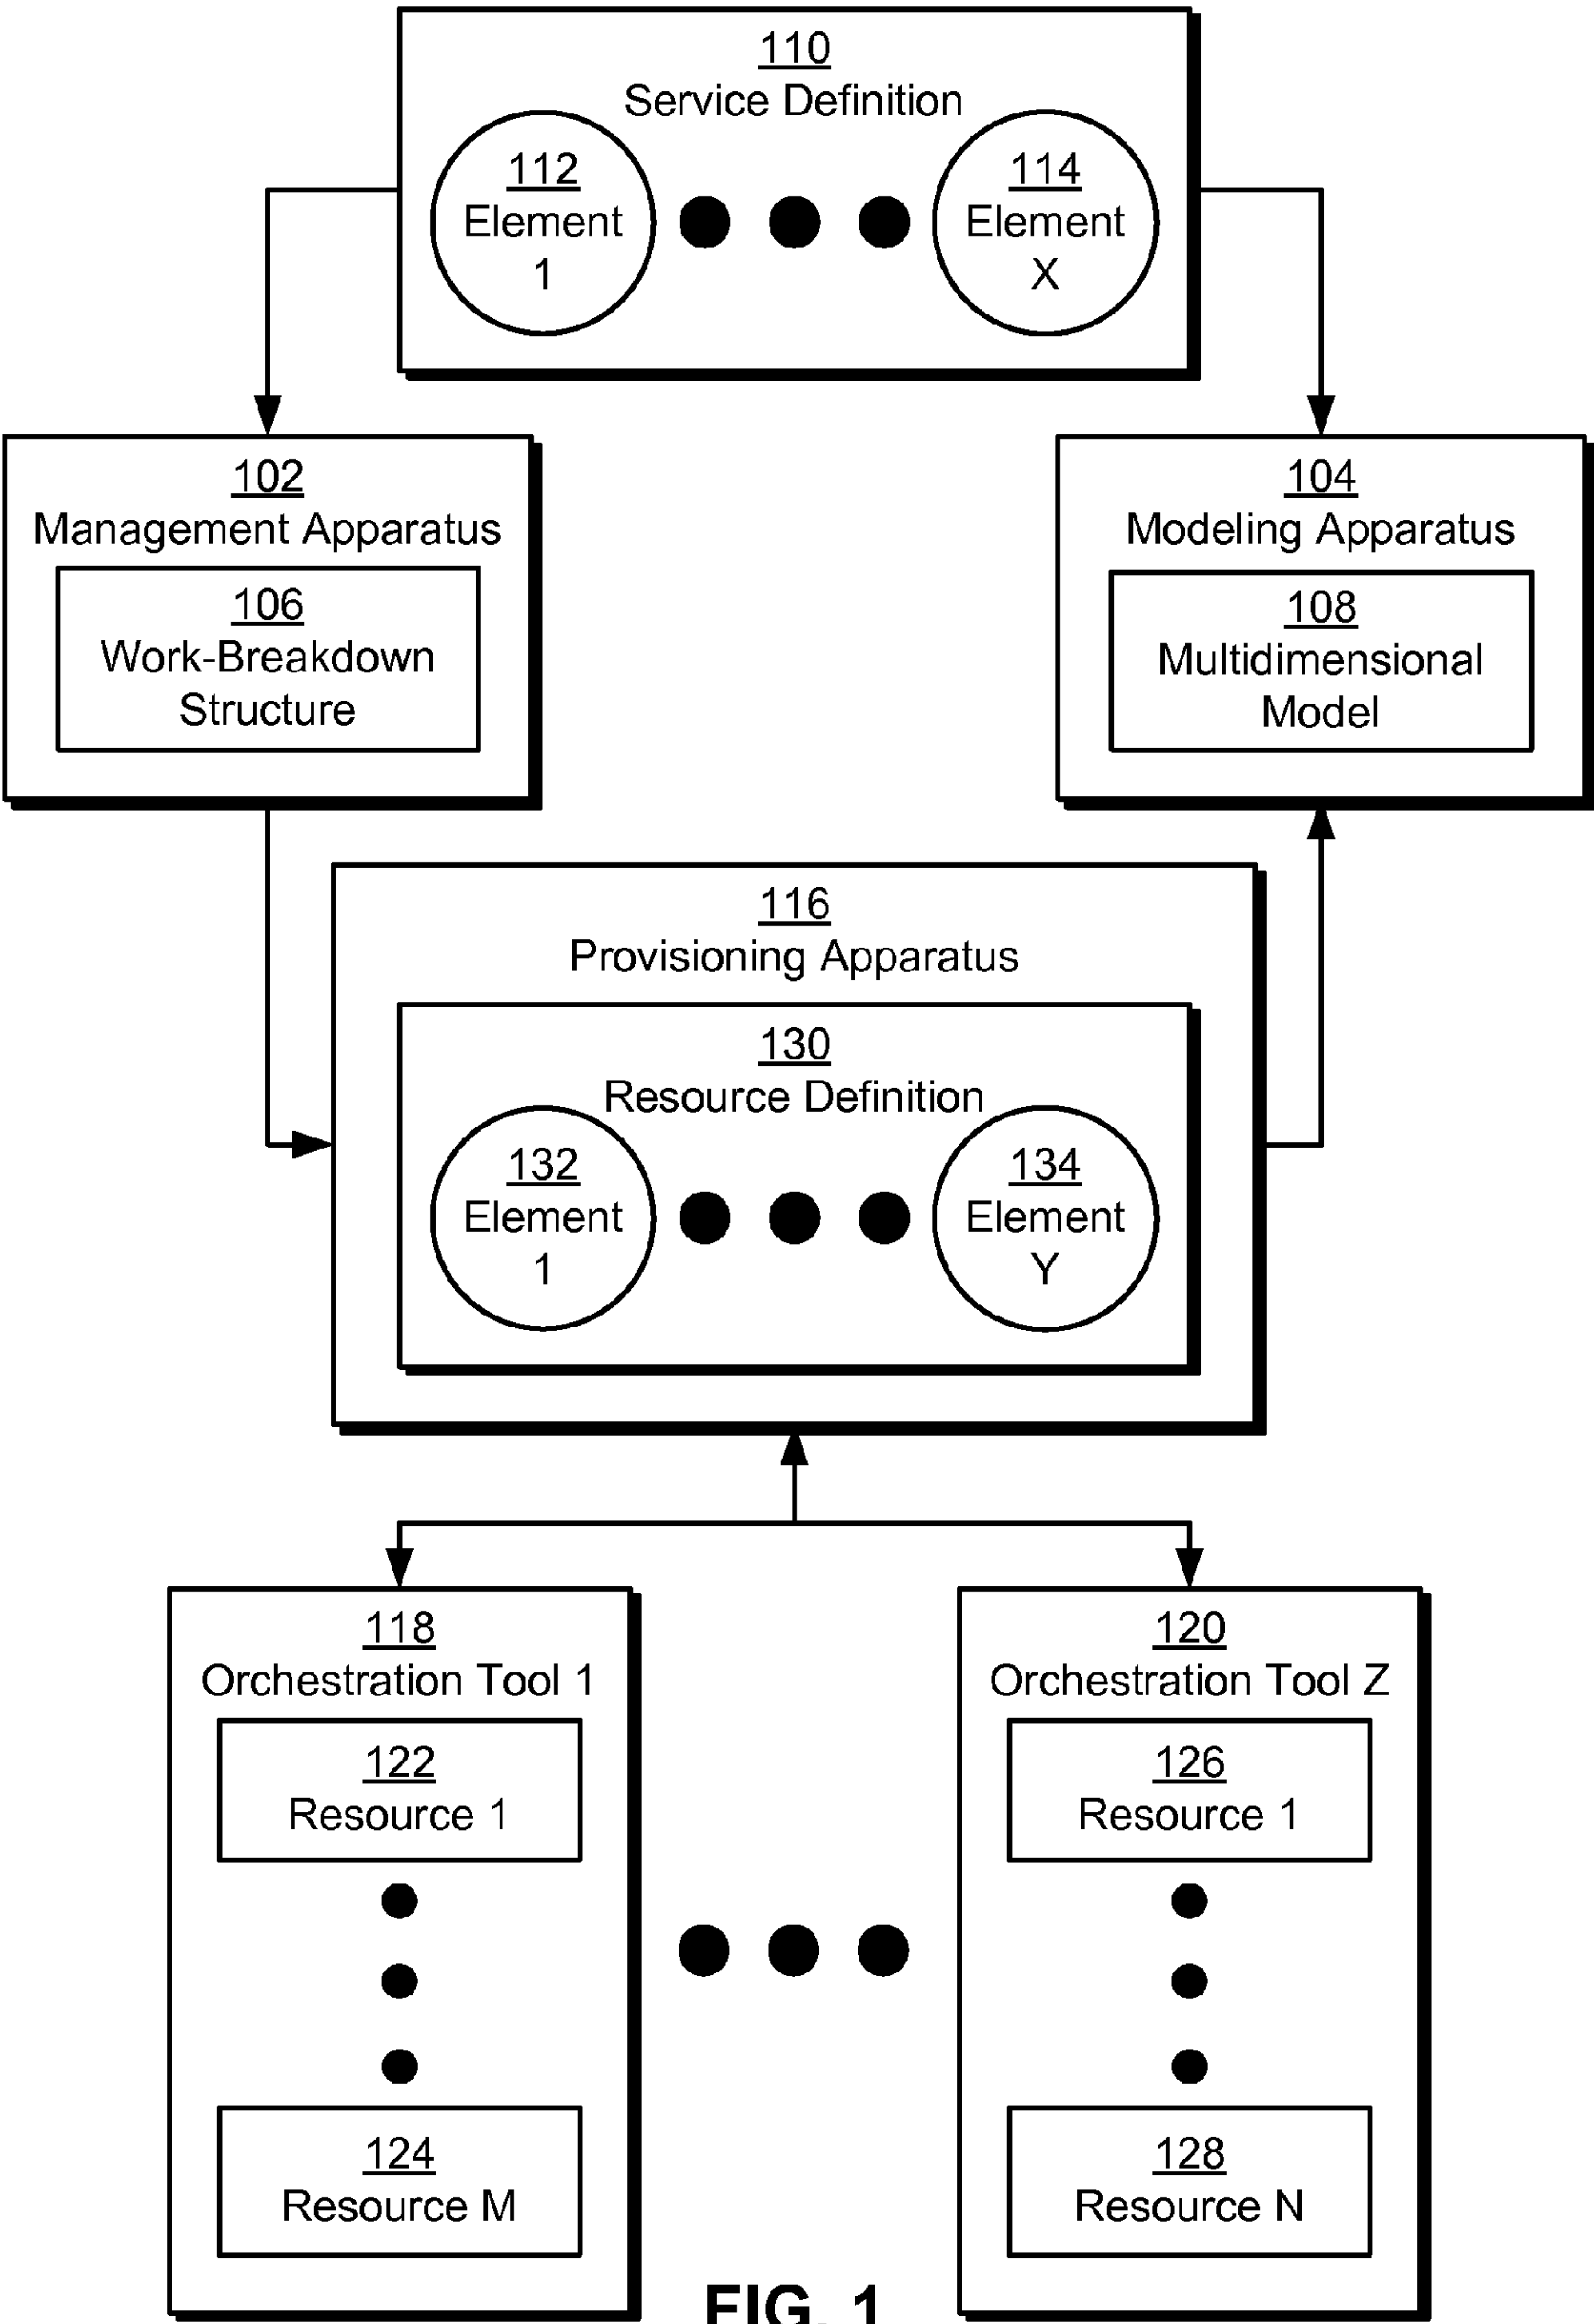 110
Service Definition
112
Element
1
114
Element
X
102
Management Apparatus
106
Work-Breakdown
Structure
104
Modeling Apparatus
108
Multidimensional
Model
116
Provisioning Apparatus
130
Resource Definition
132
Element
1
134
Element
Y
118
Orchestration Tool 1
122
Resource 1
124
Resource M
120
Orchestration Tool Z
126
Resource 1
128
Resource N
FIG. 1